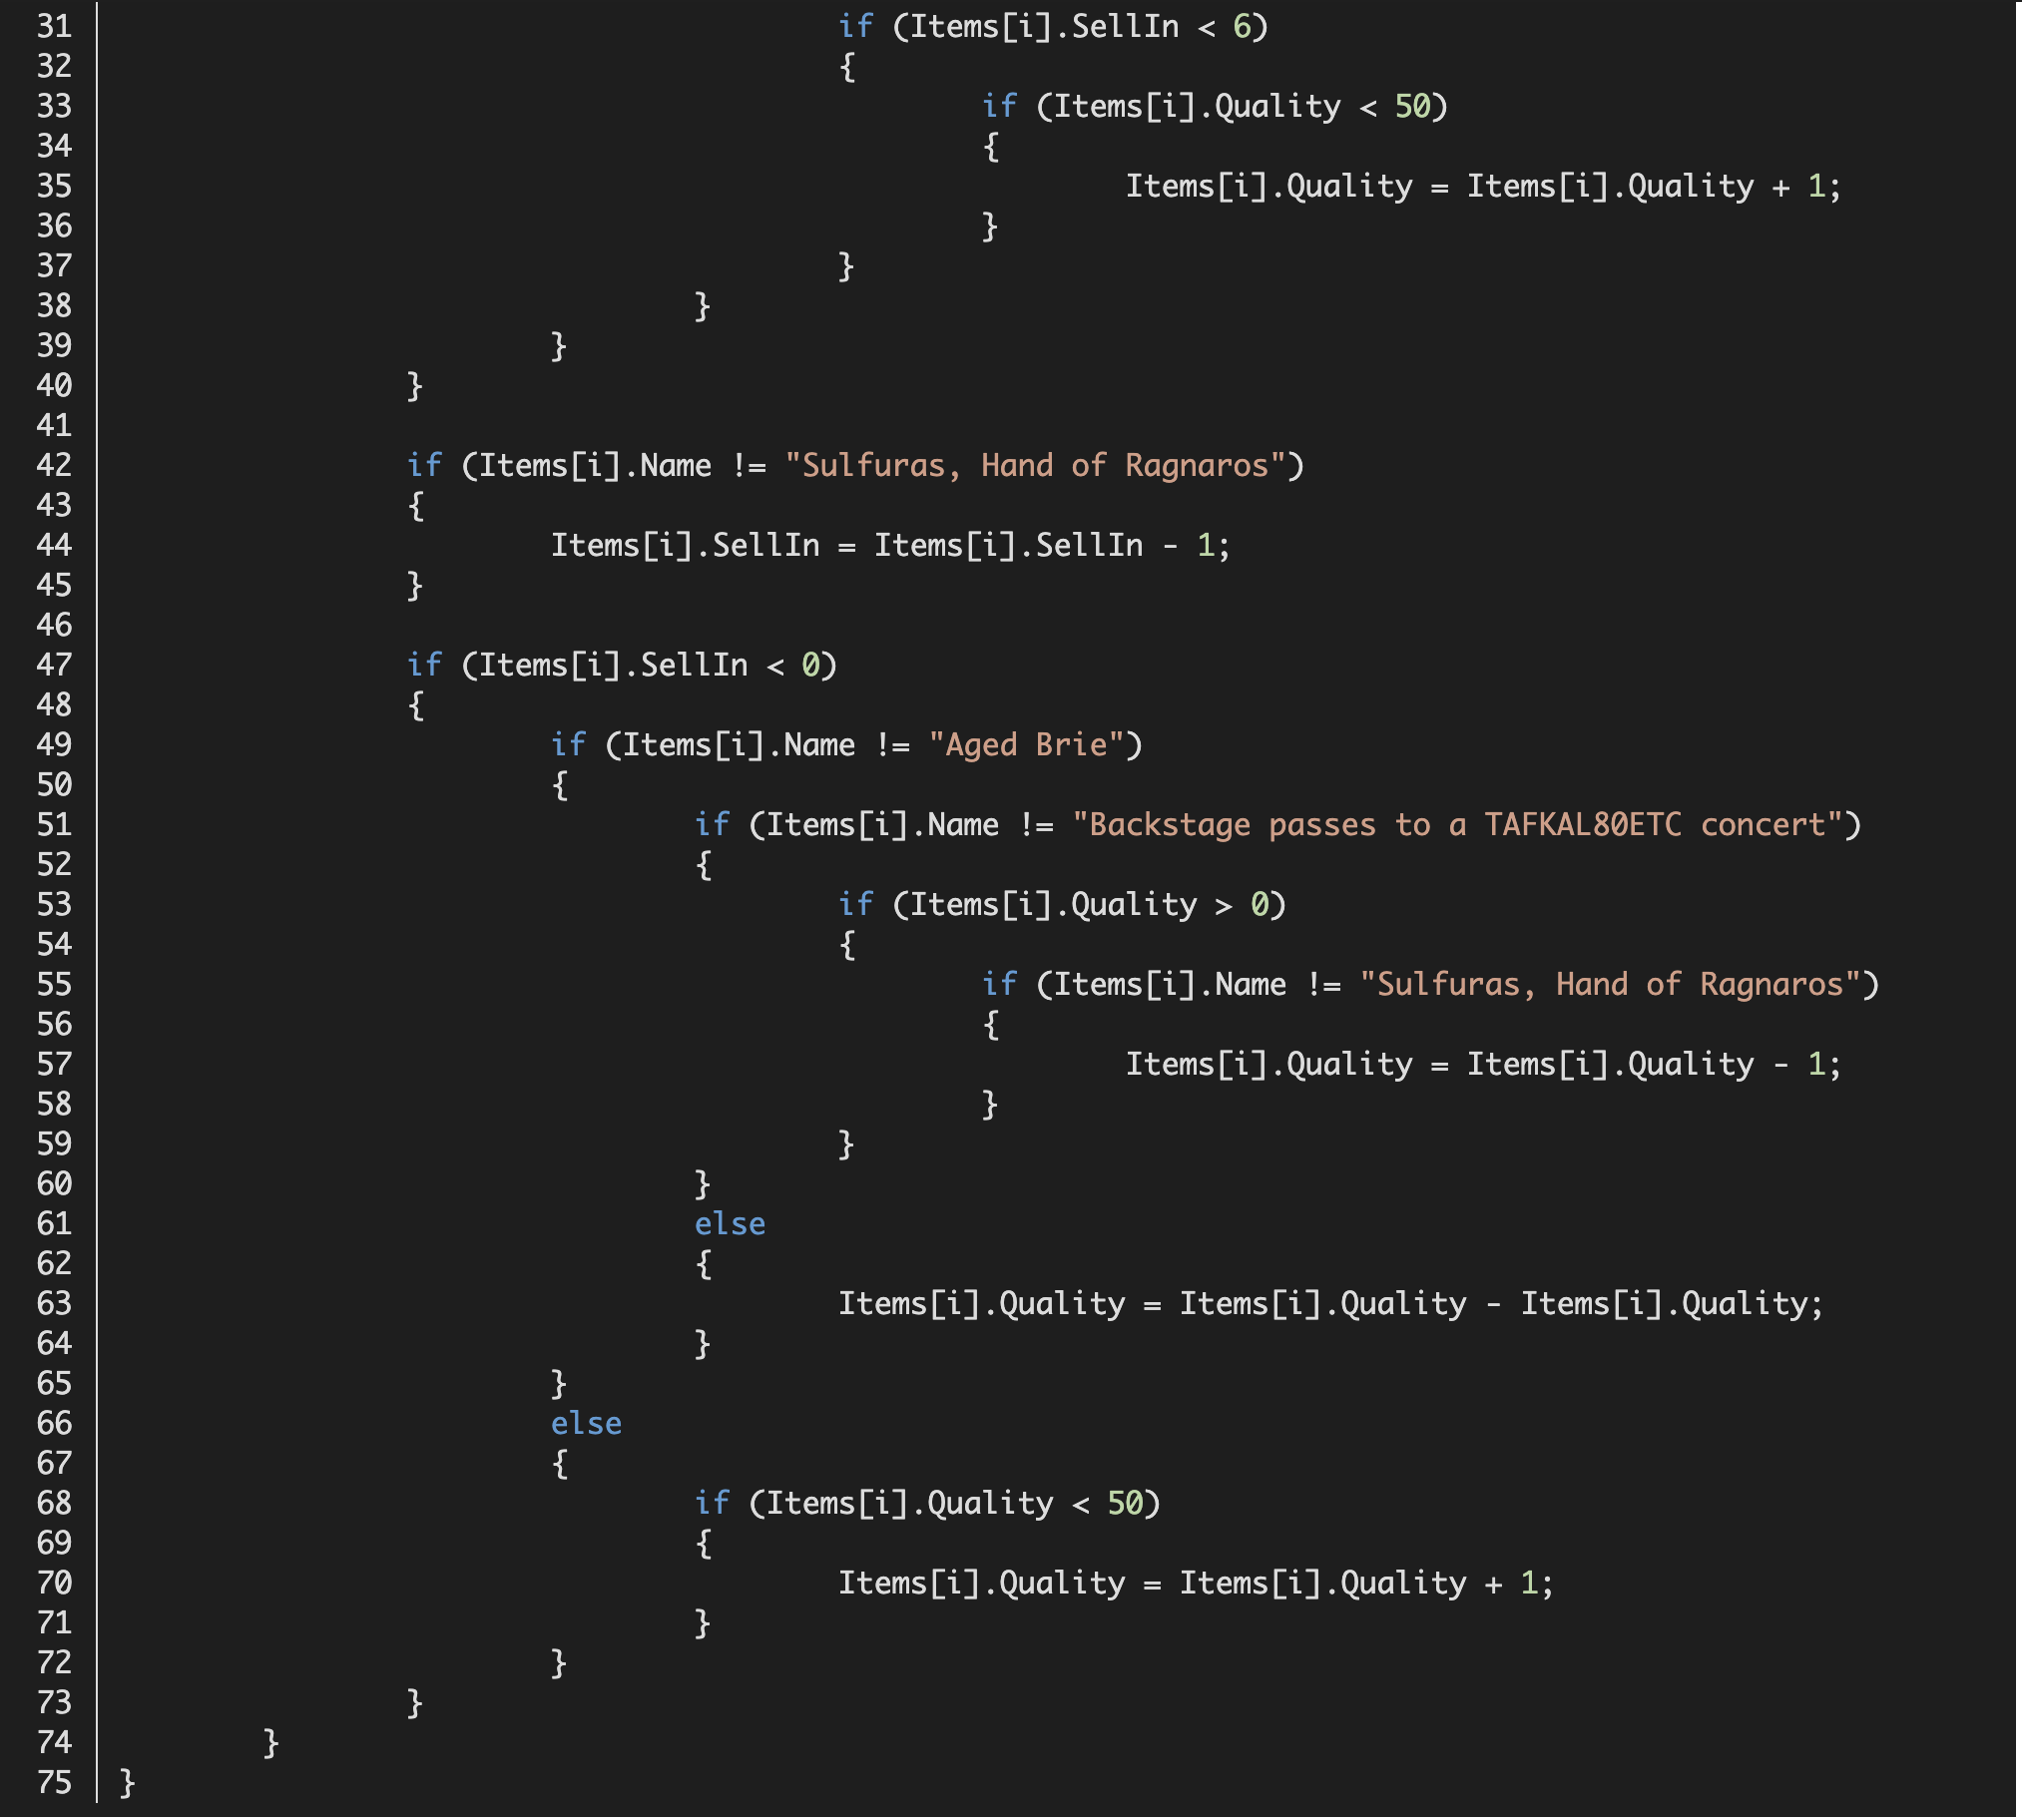 31 if (Items[i].SellIn < 6)
32 {
33 if (Items[i].Quality < 50)
34 {
35 Items[i].Quality = Items[i].Quality + 1;
36 }
37 }
38 }
39 }
40 }
41
42 if (Items[i].Name != "Sulfuras, Hand of Ragnaros")
43 {
44 Items[i].SellIn = Items[i].SellIn - 1;
45 }
46
47 if (Items[i].SellIn < 0)
48 {
49 if (Items[i].Name != "Aged Brie")
50 {
51 if (Items[i].Name != "Backstage passes to a TAFKAL80ETC concert")
52 {
53 if (Items[i].Quality > 0)
54 {
55 if (Items[i].Name != "Sulfuras, Hand of Ragnaros")
56 {
57 Items[i].Quality = Items[i].Quality - 1;
58 }
59 }
60 }
61 else
62 {
63 Items[i].Quality = Items[i].Quality - Items[i].Quality;
64 }
65 }
66 else
67 {
68 if (Items[i].Quality < 50)
69 {
70 Items[i].Quality = Items[i].Quality + 1;
71 }
72 }
73 }
74 }
75 }